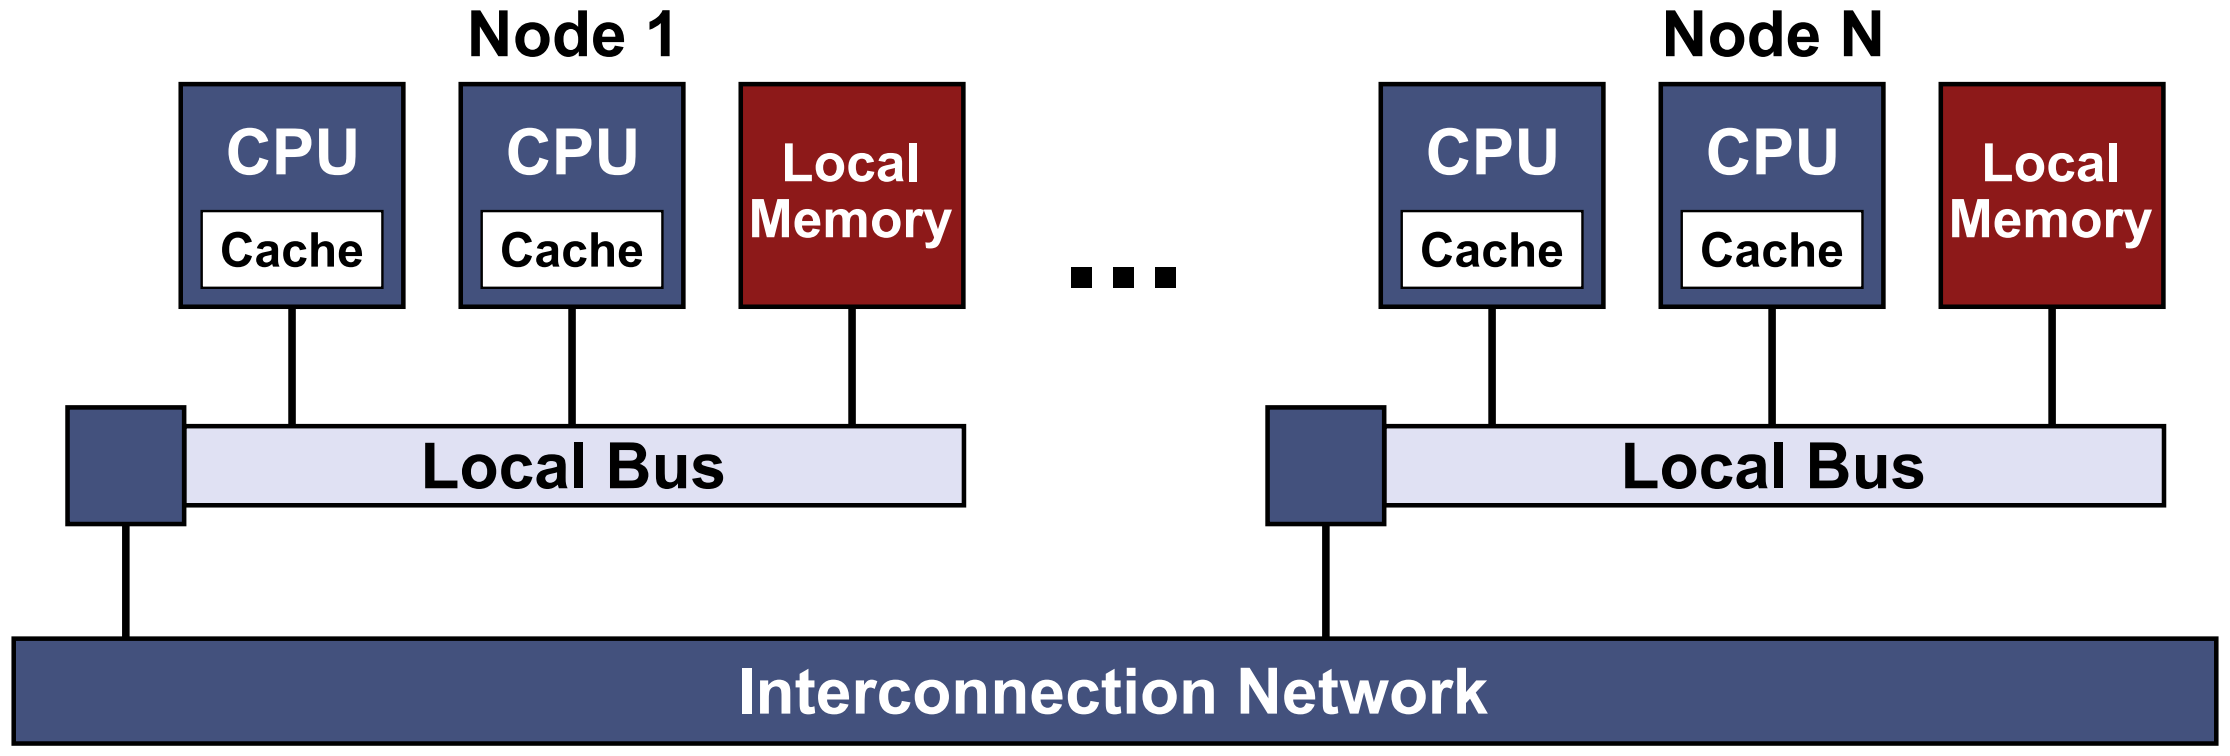 Node 1
CPU
Cache
CPU
Cache
Local
Memory
Local Bus
Node N
CPU
Cache
CPU
Cache
Local
Memory
Local Bus
Interconnection Network